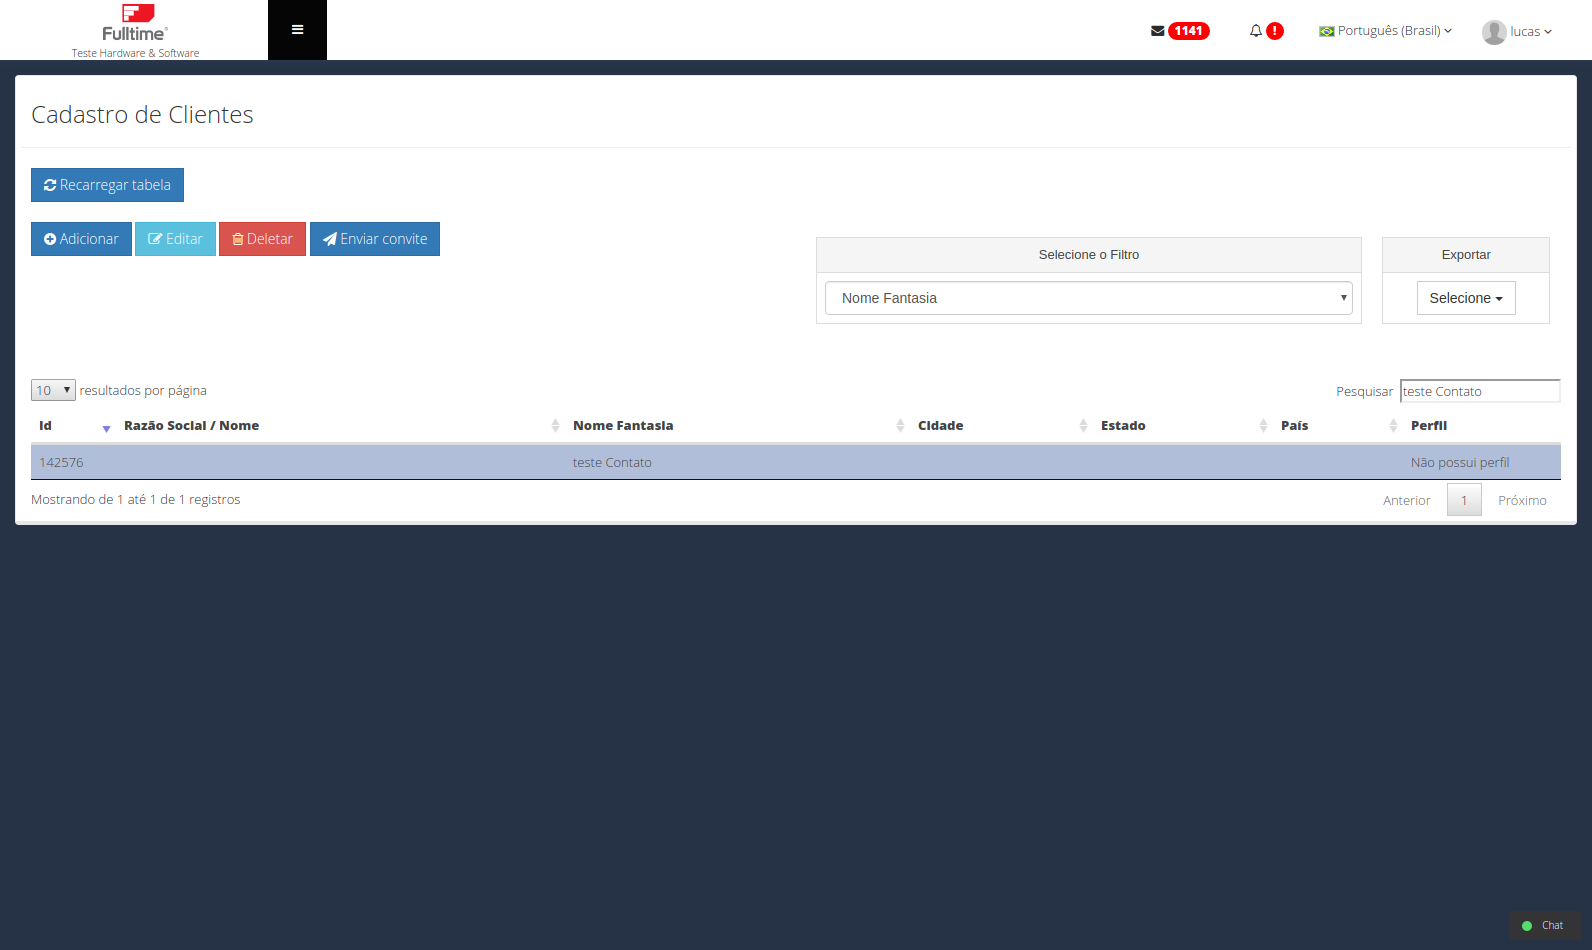 Fulltime
Teste Hardware & Software
1141
!
Português (Brasil)
lucas
Cadastro de Clientes
Recarregar tabela
Adicionar Editar Deletar Enviar convite
Selecione o Filtro
Nome Fantasia
Exportar
Selecione
10 resultados por página
Pesquisar teste Contato
Id Razão Social / Nome Nome Fantasia Cidade Estado País Perfil
142576 teste Contato Não possui perfil
Mostrando de 1 até 1 de 1 registros
Anterior 1 Próximo
Chat